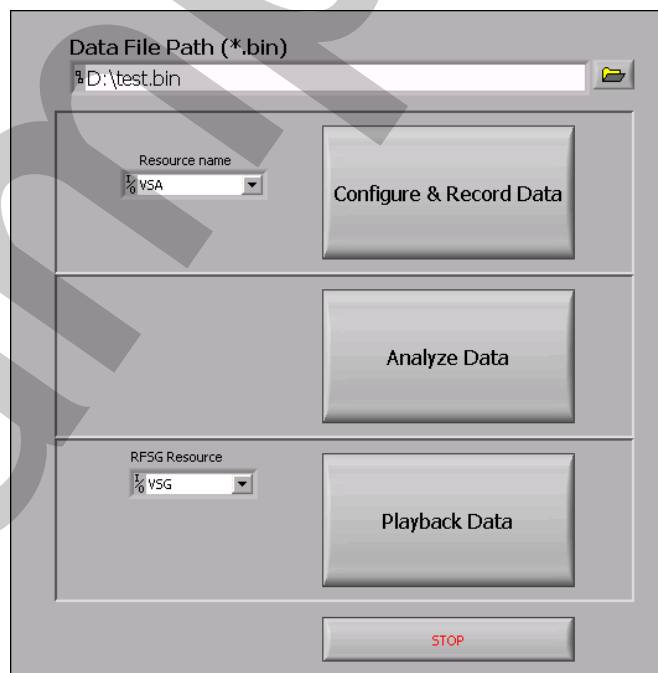 Data File Path (*.bin)
D:\test.bin
Resource name
VSA
Configure & Record Data
Analyze Data
RFSG Resource
VSG
Playback Data
STOP